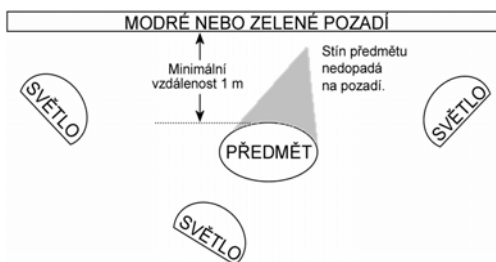 MODRÉ NEBO ZELENÉ POZADÍ
Minimální
vzdálenost 1 m
Stín předmětu
nedopadá
na pozadí.
SVĚTLO
SVĚTLO
PŘEDMĚT
SVĚTLO